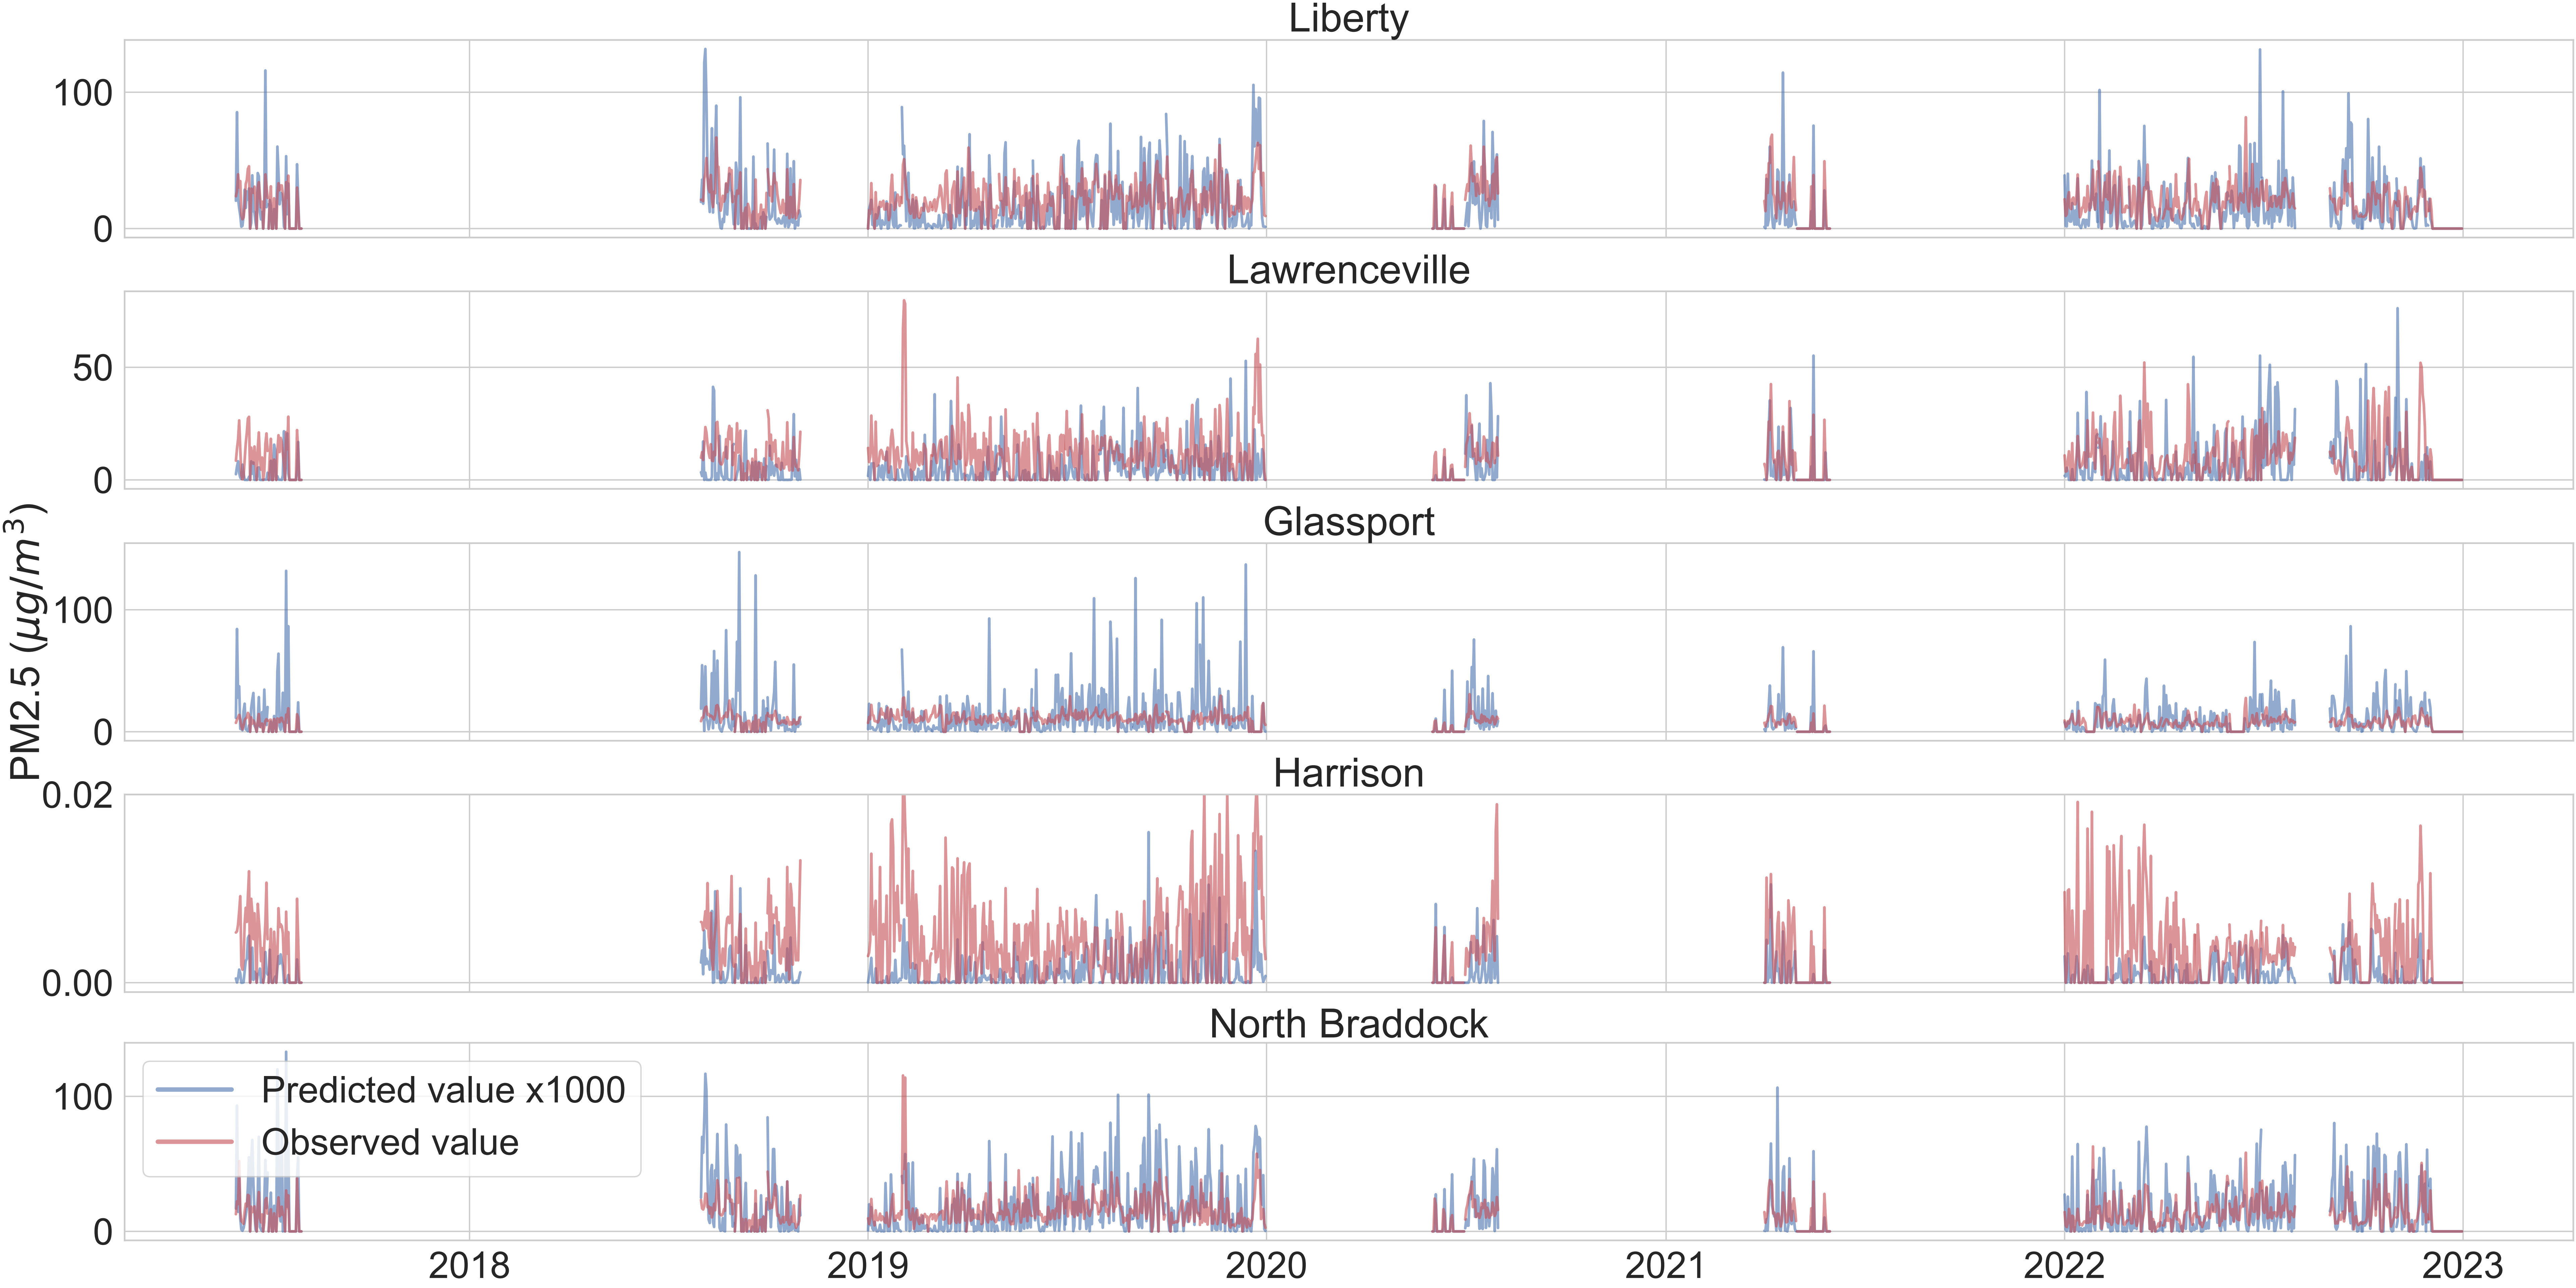 Liberty
100
0
Lawrenceville
50
0
Glassport
100
0
Harrison
0.02
0.00
North Braddock
100
0
Predicted value x1000
Observed value
PM2.5 (μg/m³)
2018 2019 2020 2021 2022 2023